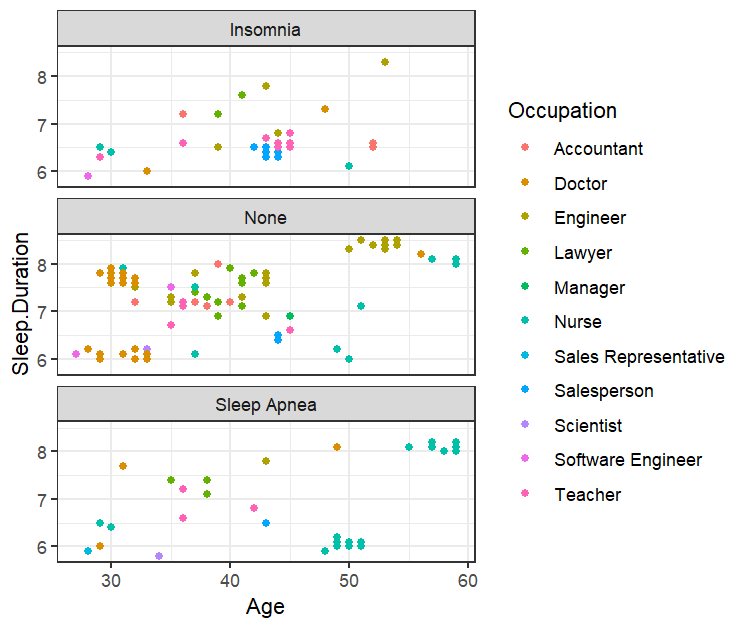 Insomnia
8
7
6
None
8
7
6
Sleep Apnea
8
7
6
30 40 50 60
Age
Sleep.Duration
Occupation
Accountant
Doctor
Engineer
Lawyer
Manager
Nurse
Sales Representative
Salesperson
Scientist
Software Engineer
Teacher